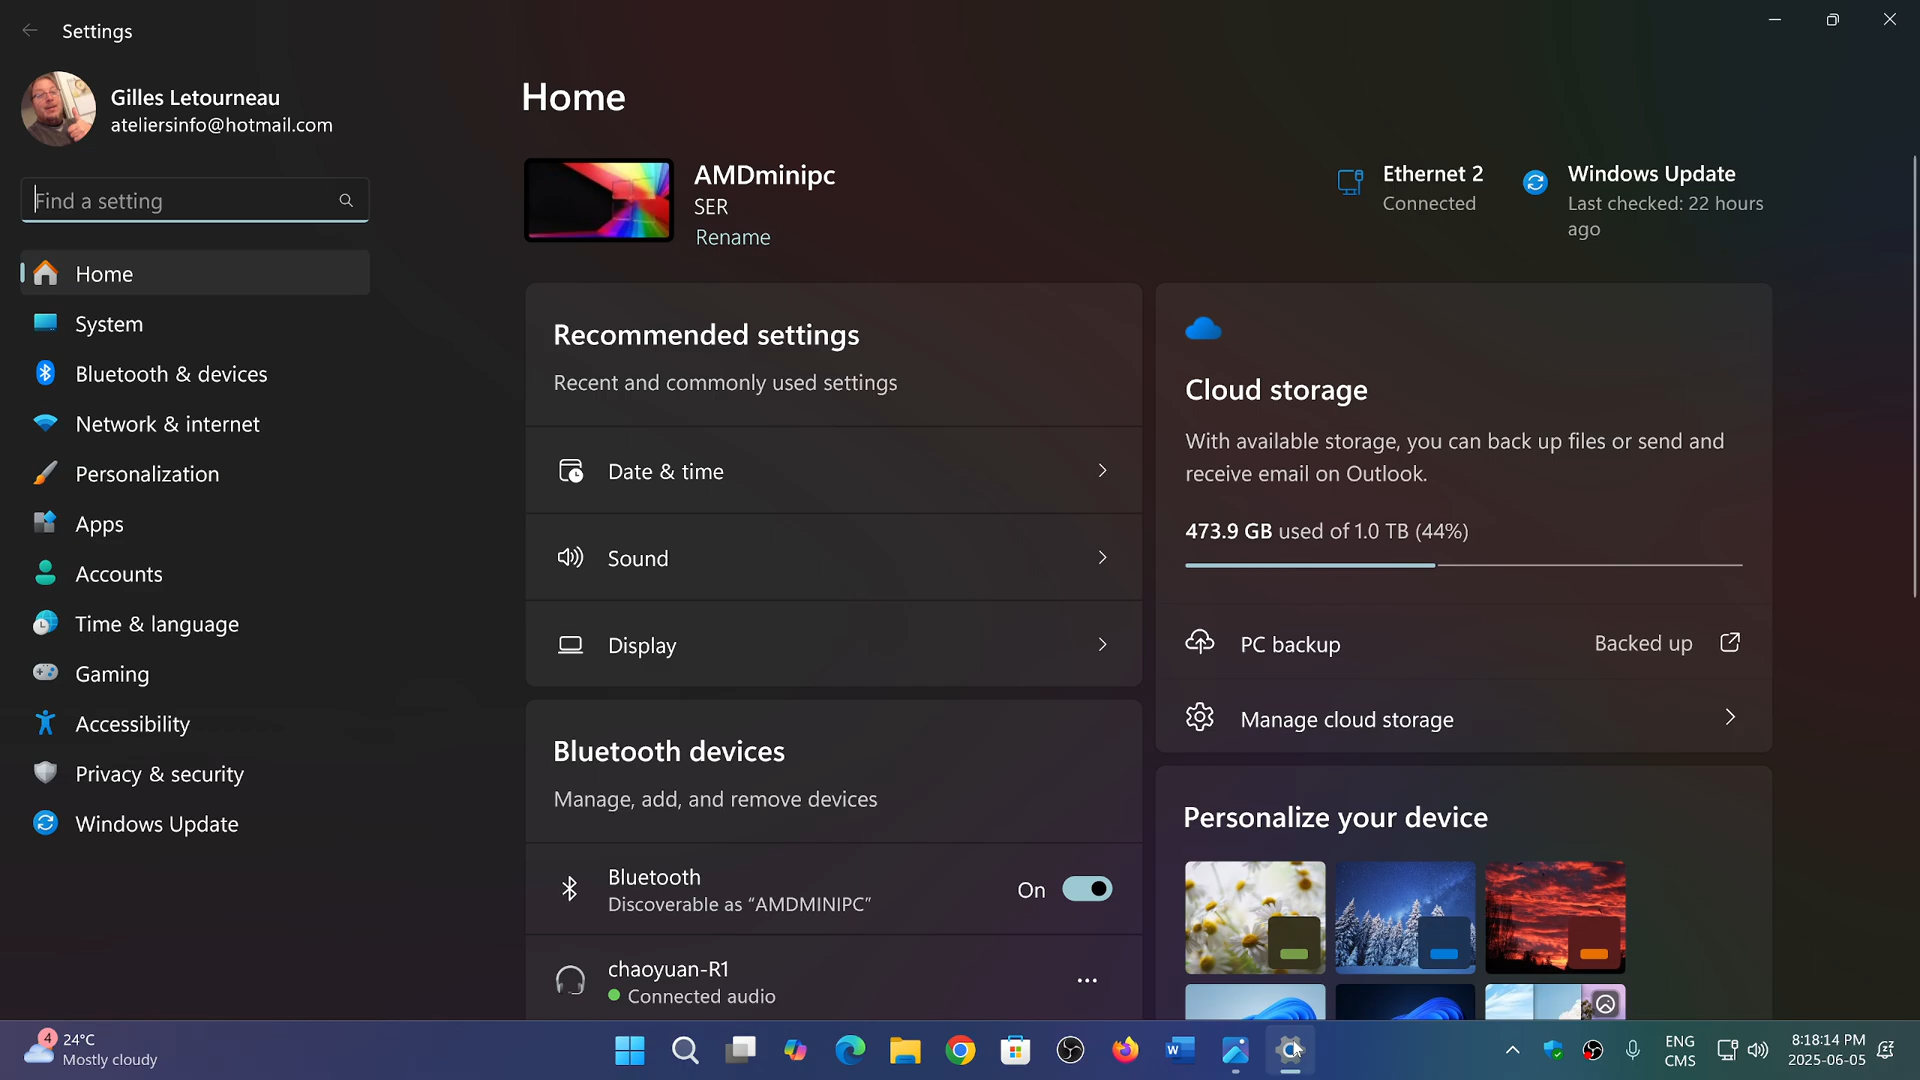 Settings
Gilles Letourneau
ateliersinfo@hotmail.com
Find a setting
Home
System
Bluetooth & devices
Network & internet
Personalization
Apps
Accounts
Time & language
Gaming
Accessibility
Privacy & security
Windows Update
Home
AMDminipc
SER
Rename
Ethernet 2
Connected
Windows Update
Last checked: 22 hours
ago
Recommended settings
Recent and commonly used settings
Date & time
Sound
Display
Bluetooth devices
Manage, add, and remove devices
Bluetooth
Discoverable as “AMDMINIPC”
On
chaoyuan-R1
Connected audio
Cloud storage
With available storage, you can back up files or send and
receive email on Outlook.
473.9 GB used of 1.0 TB (44%)
PC backup
Backed up
Manage cloud storage
Personalize your device
4
24°C
Mostly cloudy
W
ENG
CMS
8:18:14 PM
2025-06-05